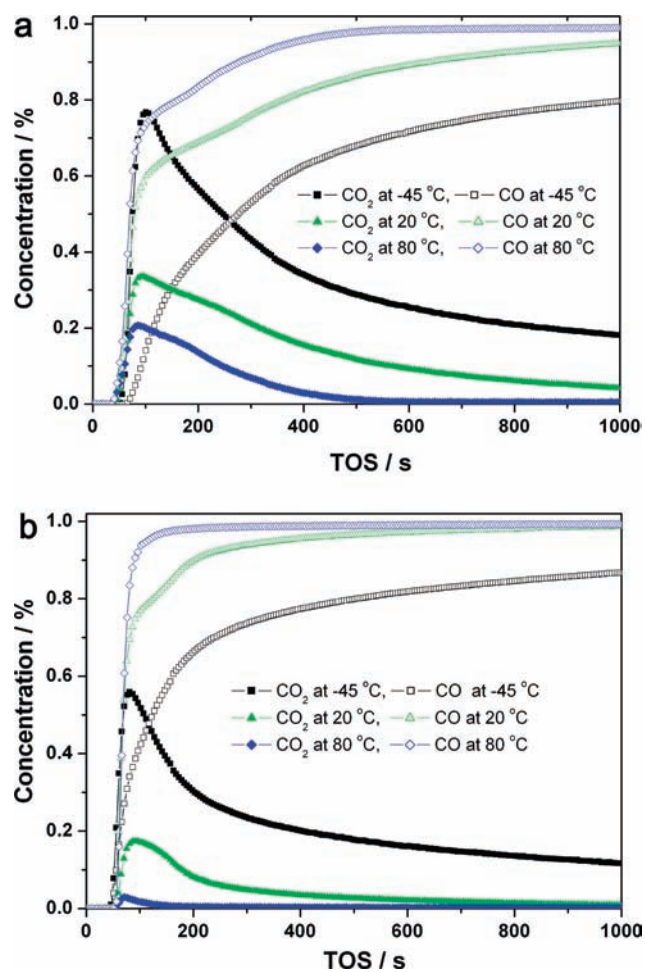 a
1.0
0.8
0.6
0.4
0.2
0.0
Concentration / %
CO₂ at -45 °C, CO at -45 °C
CO₂ at 20 °C, CO at 20 °C
CO₂ at 80 °C, CO at 80 °C
0 200 400 600 800 1000
TOS / s
b
1.0
0.8
0.6
0.4
0.2
0.0
Concentration / %
CO₂ at -45 °C, CO at -45 °C
CO₂ at 20 °C, CO at 20 °C
CO₂ at 80 °C, CO at 80 °C
0 200 400 600 800 1000
TOS / s